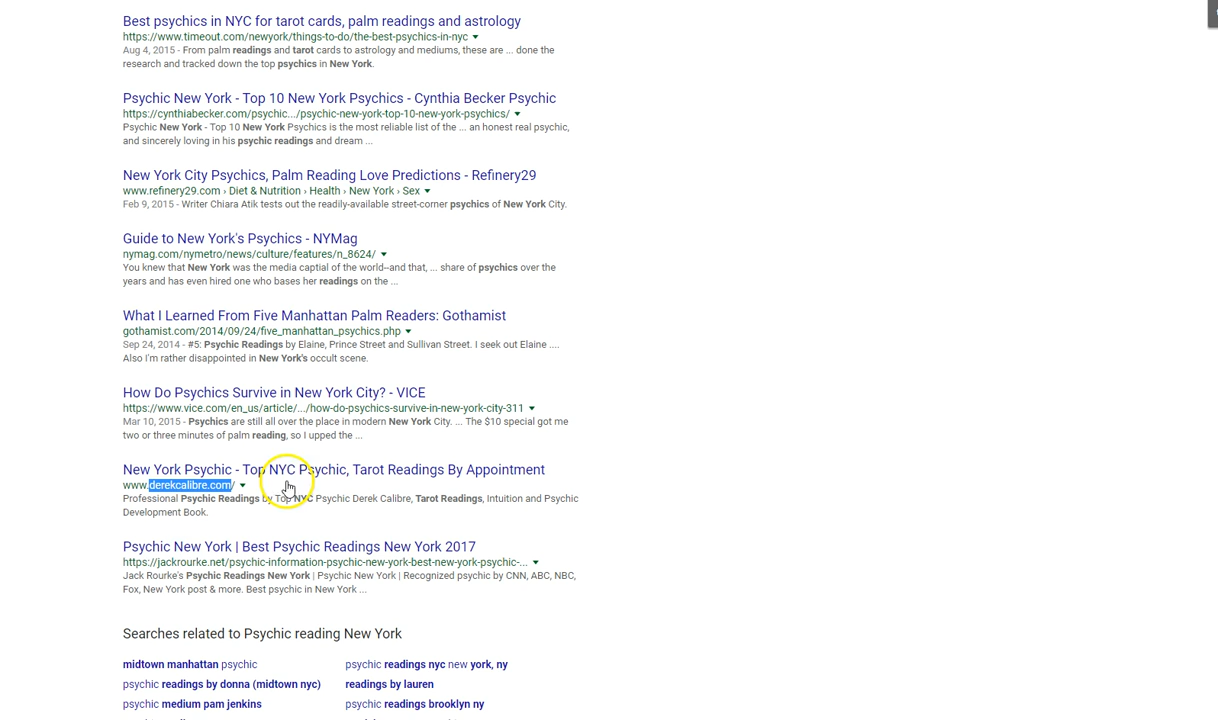 Best psychics in NYC for tarot cards, palm readings and astrology
https://www.timeout.com/newyork/things-to-do/the-best-psychics-in-nyc
Aug 4, 2015 - From palm readings and tarot cards to astrology and mediums, these are ... done the
research and tracked down the top psychics in New York.
Psychic New York - Top 10 New York Psychics - Cynthia Becker Psychic
https://cynthiabecker.com/psychic.../psychic-new-york-top-10-new-york-psychics/
Psychic New York - Top 10 New York Psychics is the most reliable list of the ... an honest real psychic,
and sincerely loving in his psychic readings and dream ...
New York City Psychics, Palm Reading Love Predictions - Refinery29
www.refinery29.com › Diet & Nutrition › Health › New York › Sex
Feb 9, 2015 - Writer Chiara Atik tests out the readily-available street-corner psychics of New York City.
Guide to New York's Psychics - NYMag
nymag.com/nymetro/news/culture/features/n_8624/
You knew that New York was the media captial of the world--and that, ... share of psychics over the
years and has even hired one who bases her readings on the ...
What I Learned From Five Manhattan Palm Readers: Gothamist
gothamist.com/2014/09/24/five_manhattan_psychics.php
Sep 24, 2014 - #5: Psychic Readings by Elaine, Prince Street and Sullivan Street. I seek out Elaine ....
Also I'm rather disappointed in New York's occult scene.
How Do Psychics Survive in New York City? - VICE
https://www.vice.com/en_us/article/.../how-do-psychics-survive-in-new-york-city-311
Mar 10, 2015 - Psychics are still all over the place in modern New York City. ... The $10 special got me
two or three minutes of palm reading, so I upped the ...
New York Psychic - Top NYC Psychic, Tarot Readings By Appointment
www.derekcalibre.com/
Professional Psychic Readings by Top NYC Psychic Derek Calibre, Tarot Readings, Intuition and Psychic
Development Book.
Psychic New York | Best Psychic Readings New York 2017
https://jackrourke.net/psychic-information-psychic-new-york-best-new-york-psychic-...
Jack Rourke's Psychic Readings New York | Psychic New York | Recognized psychic by CNN, ABC, NBC,
Fox, New York post & more. Best psychic in New York ...
Searches related to Psychic reading New York
midtown manhattan psychic
psychic readings nyc new york, ny
psychic readings by donna (midtown nyc)
readings by lauren
psychic medium pam jenkins
psychic readings brooklyn ny